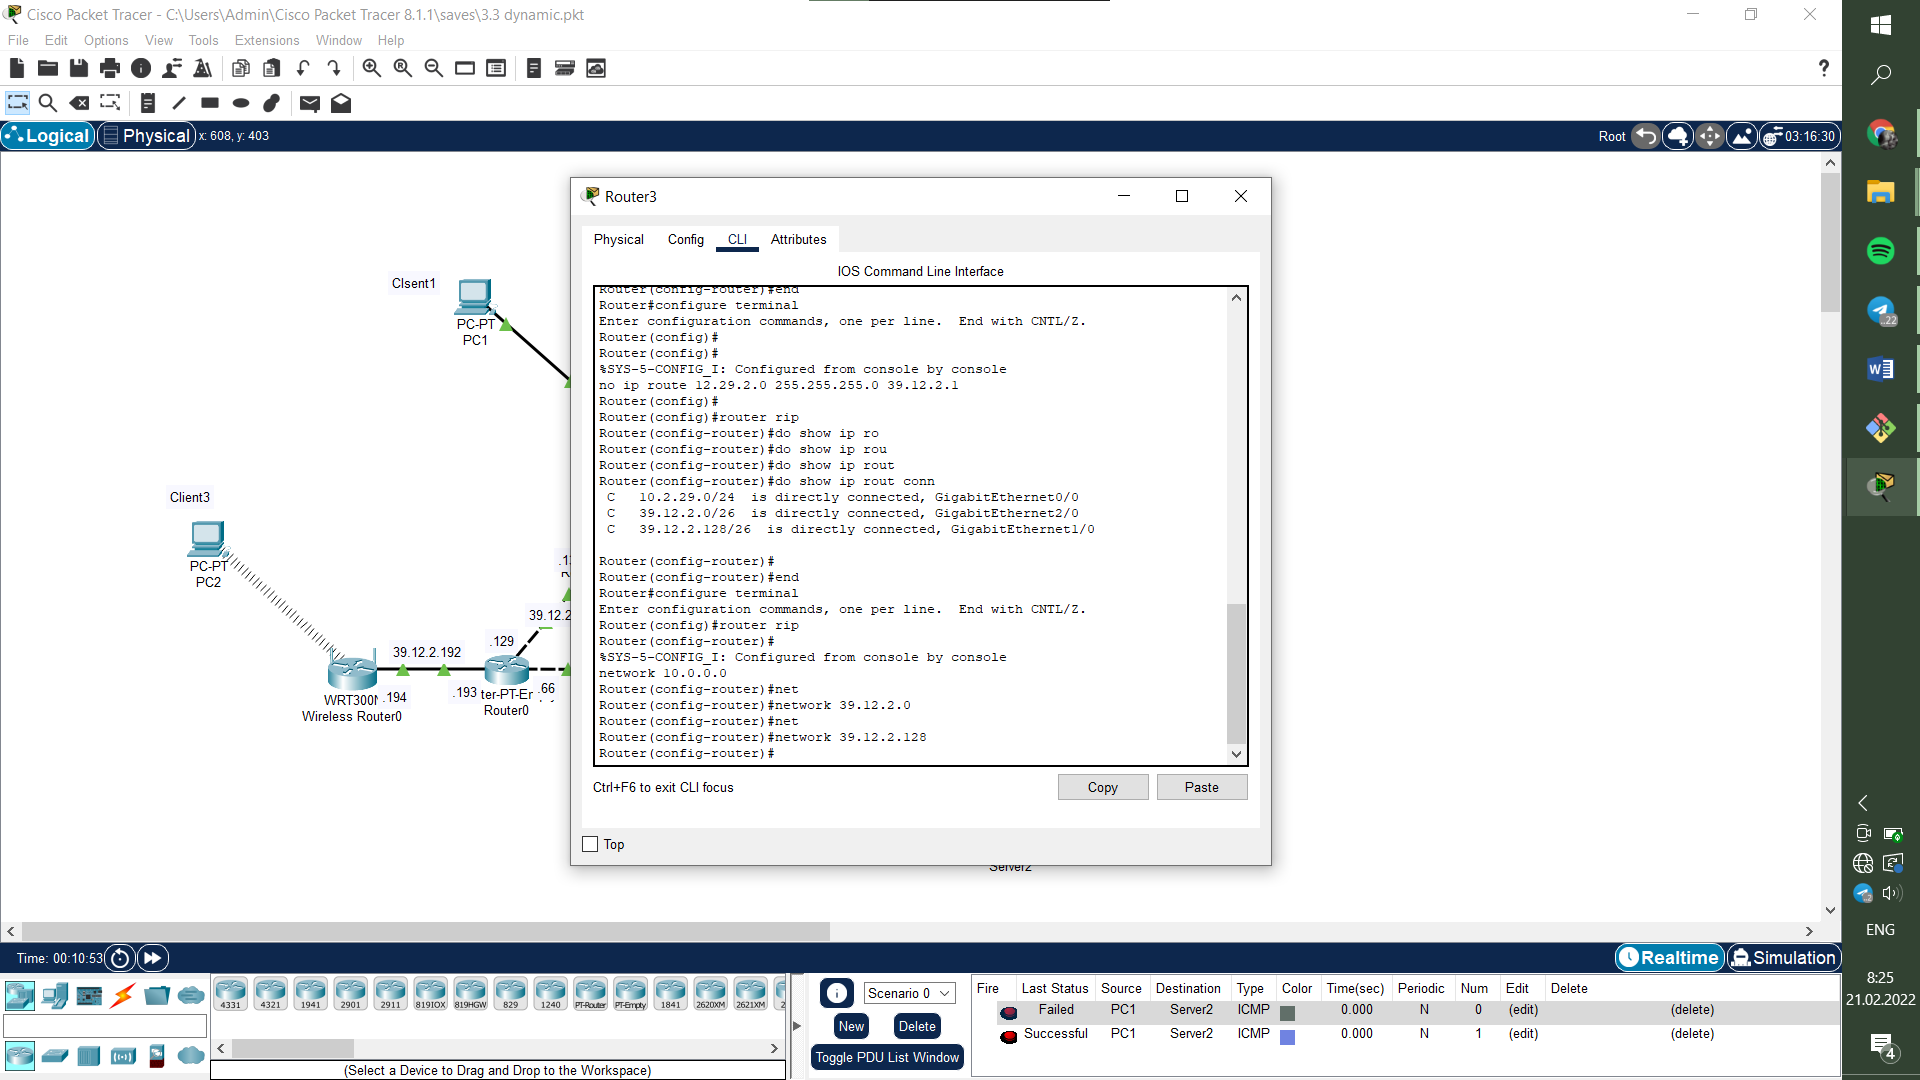 Cisco Packet Tracer - C:\Users\Admin\Cisco Packet Tracer 8.1.1\saves\3.3 dynamic.pkt
File Edit Options View Tools Extensions Window Help
?
Logical Physical x: 608, y: 403
Root 03:16:30
Router3
Physical Config CLI Attributes
IOS Command Line Interface
Router(config-router)#end
Router#configure terminal
Enter configuration commands, one per line.  End with CNTL/Z.
Router(config)#
Router(config)#
%SYS-5-CONFIG_I: Configured from console by console
no ip route 12.29.2.0 255.255.255.0 39.12.2.1
Router(config)#
Router(config)#router rip
Router(config-router)#do show ip ro
Router(config-router)#do show ip rou
Router(config-router)#do show ip rout
Router(config-router)#do show ip rout conn
C   10.2.29.0/24  is directly connected, GigabitEthernet0/0
C   39.12.2.0/26  is directly connected, GigabitEthernet2/0
C   39.12.2.128/26  is directly connected, GigabitEthernet1/0
Router(config-router)#
Router(config-router)#end
Router#configure terminal
Enter configuration commands, one per line.  End with CNTL/Z.
Router(config)#router rip
Router(config-router)#
%SYS-5-CONFIG_I: Configured from console by console
network 10.0.0.0
Router(config-router)#net
Router(config-router)#network 39.12.2.0
Router(config-router)#net
Router(config-router)#network 39.12.2.128
Router(config-router)#
Ctrl+F6 to exit CLI focus
Copy Paste
Top
Clsent1
PC-PT
PC1
Client3
PC-PT
PC2
39.12.2
.129
39.12.2.192
WRT300N .194
Wireless Router0
.193 ter-PT-Er .66
Router0
Server2
Time: 00:10:53
Realtime Simulation
4331 4321 1941 2901 2911 819IOX 819HGW 829 1240 PT-Router PT-Empty 1841 2620XM 2621XM
(Select a Device to Drag and Drop to the Workspace)
Scenario 0
New Delete
Toggle PDU List Window
Fire Last Status Source Destination Type Color Time(sec) Periodic Num Edit Delete
Failed PC1 Server2 ICMP 0.000 N 0 (edit) (delete)
Successful PC1 Server2 ICMP 0.000 N 1 (edit) (delete)
..22
ENG
8:25
21.02.2022
4